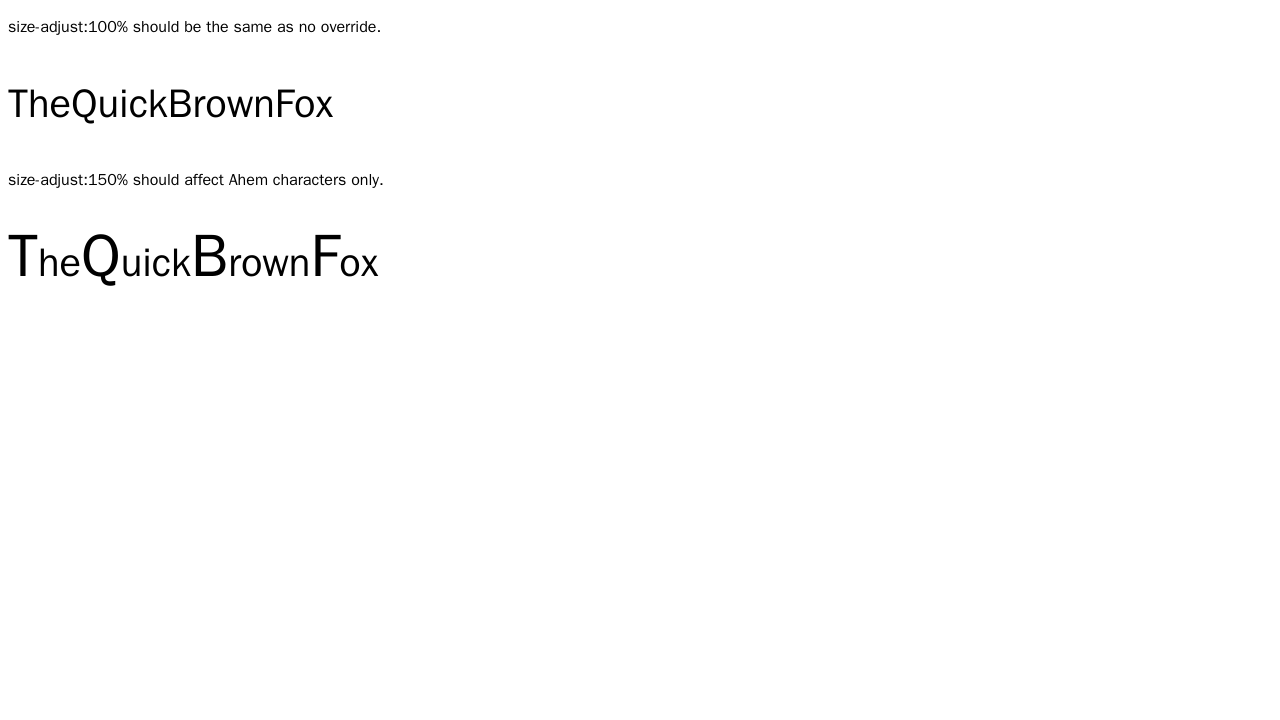 size-adjust:100% should be the same as no override.
TheQuickBrownFox
size-adjust:150% should affect Ahem characters only.
TheQuickBrownFox